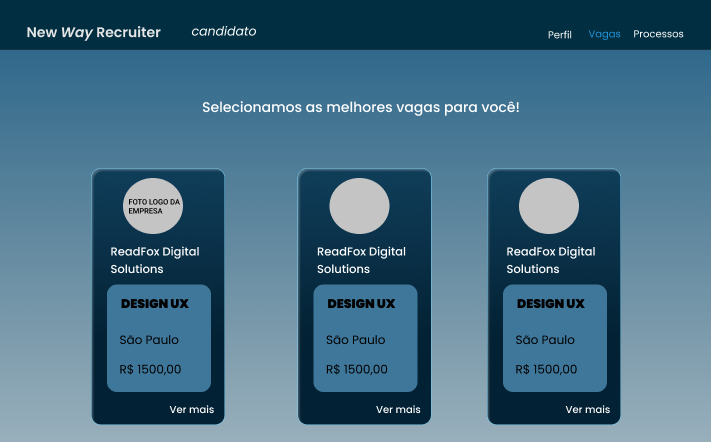 New Way Recruiter
candidato
Perfil
Vagas
Processos
Selecionamos as melhores vagas para você!
FOTO LOGO DA
EMPRESA
ReadFox Digital
Solutions
DESIGN UX
São Paulo
R$ 1500,00
Ver mais
ReadFox Digital
Solutions
DESIGN UX
São Paulo
R$ 1500,00
Ver mais
ReadFox Digital
Solutions
DESIGN UX
São Paulo
R$ 1500,00
Ver mais